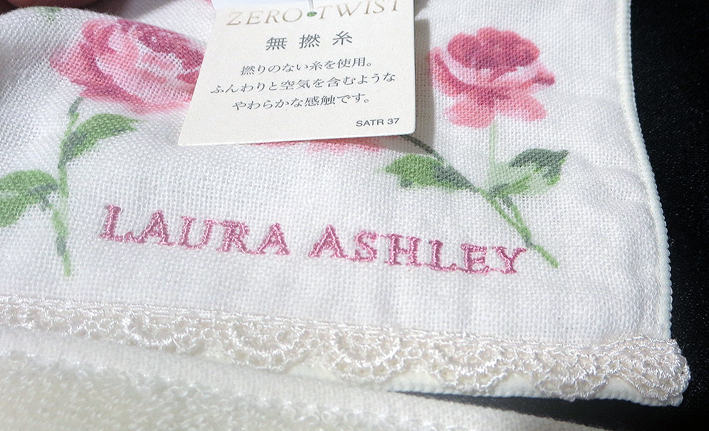 ZERO TWIST
無撚糸
撚りのない糸を使用。
ふんわりと空気を含むような
やわらかな感触です。
SATR 37
LAURA ASHLEY